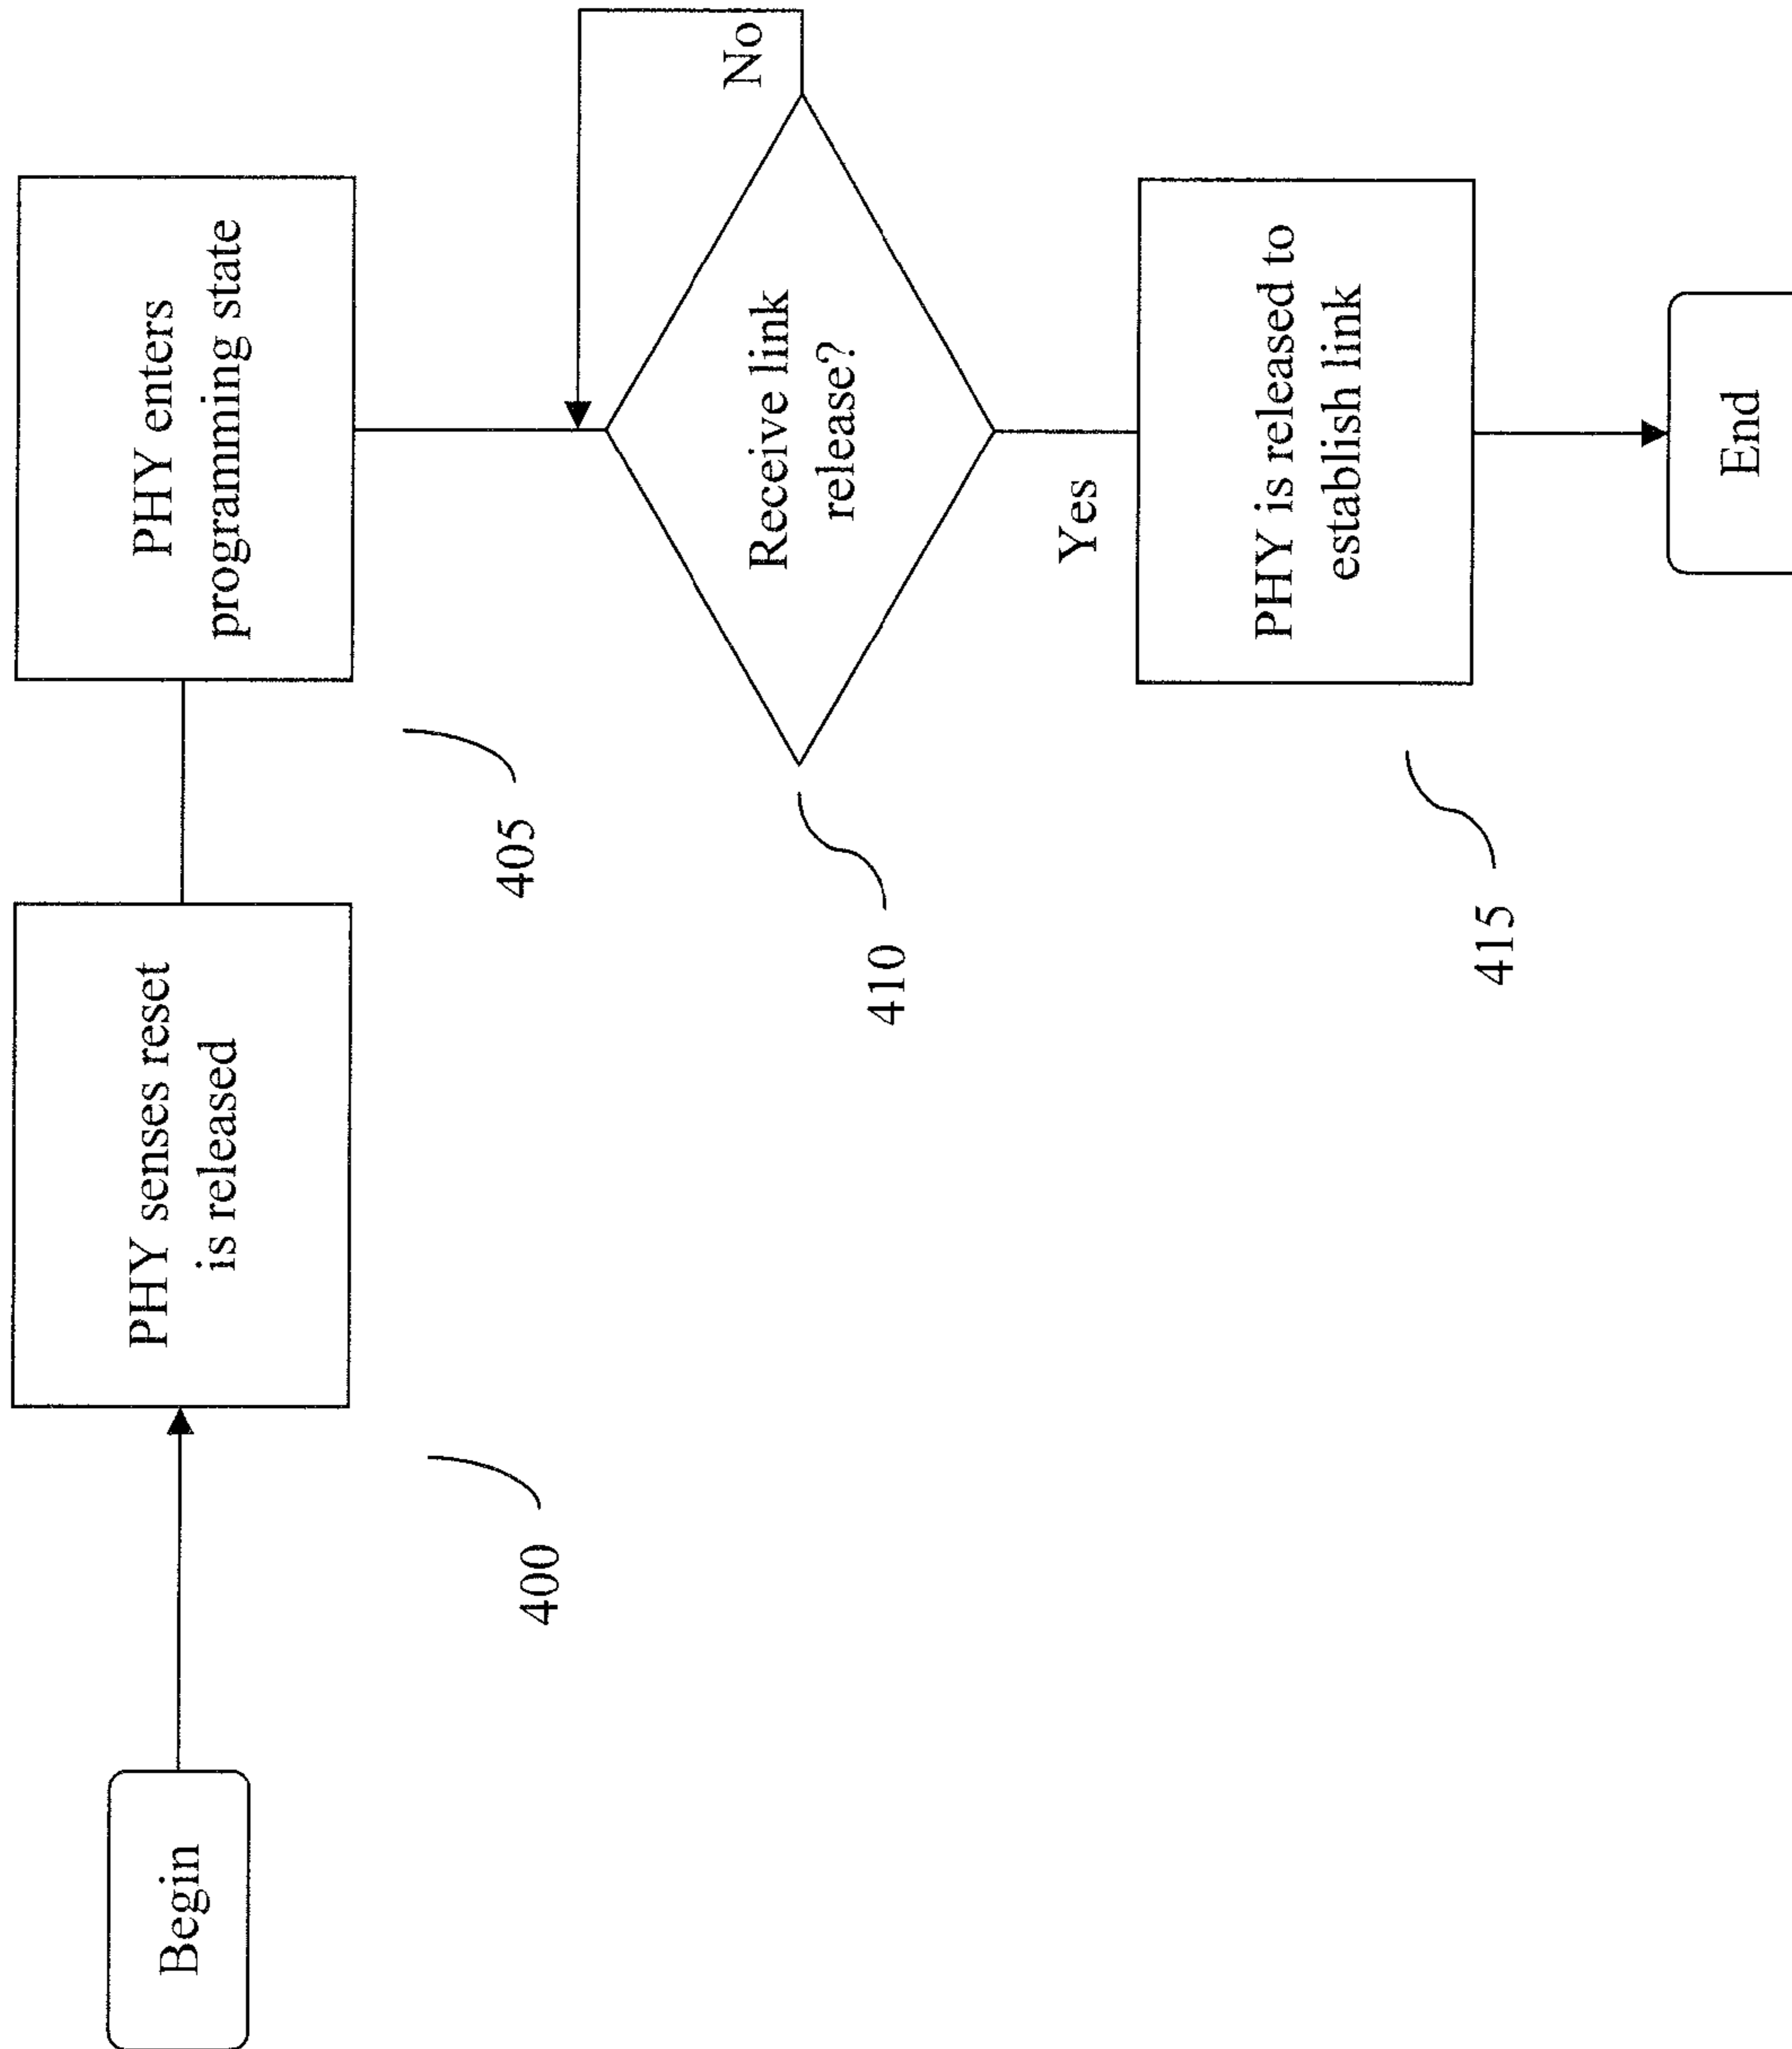 Begin
PHY senses reset
is released
400
PHY enters
programming state
405
Receive link
release?
No
410
Yes
PHY is released to
establish link
415
End